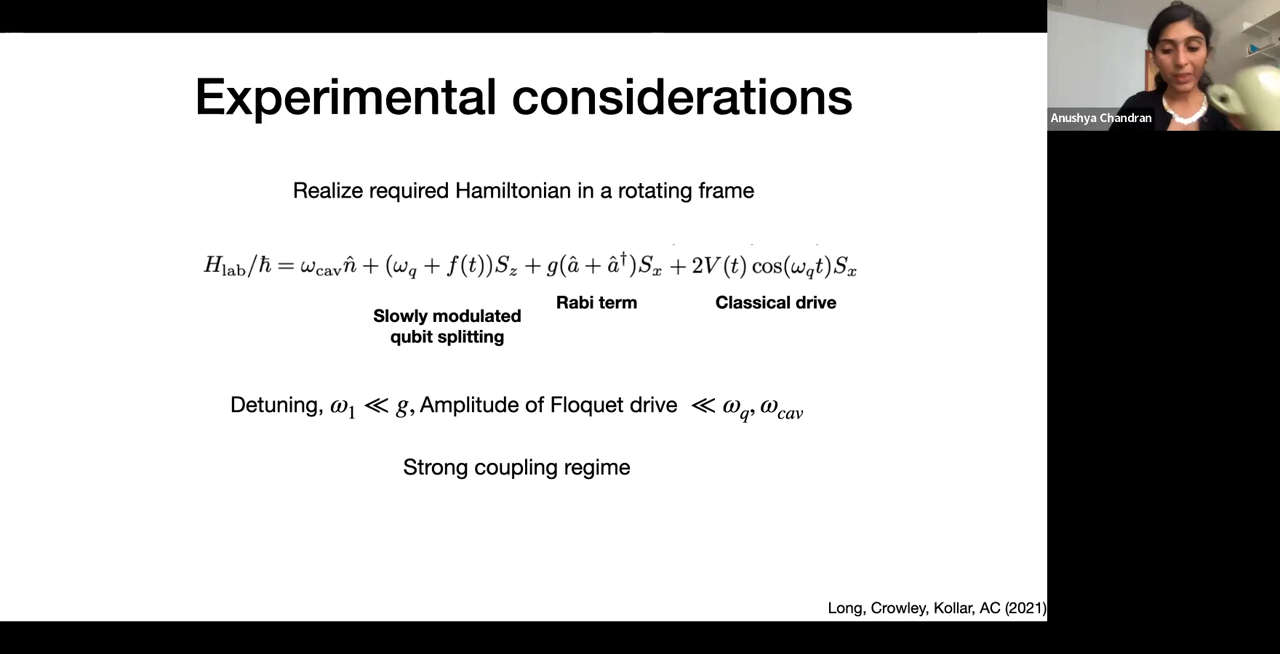 Experimental considerations
Anushya Chandran
Realize required Hamiltonian in a rotating frame
H_lab/ℏ = ω_cav n̂ + (ω_q + f(t))S_z + g(â + â†)S_x + 2V(t) cos(ω_q t)S_x
Rabi term
Classical drive
Slowly modulated
qubit splitting
Detuning, ω₁ ≪ g, Amplitude of Floquet drive ≪ ω_q, ω_cav
Strong coupling regime
Long, Crowley, Kollar, AC (2021)